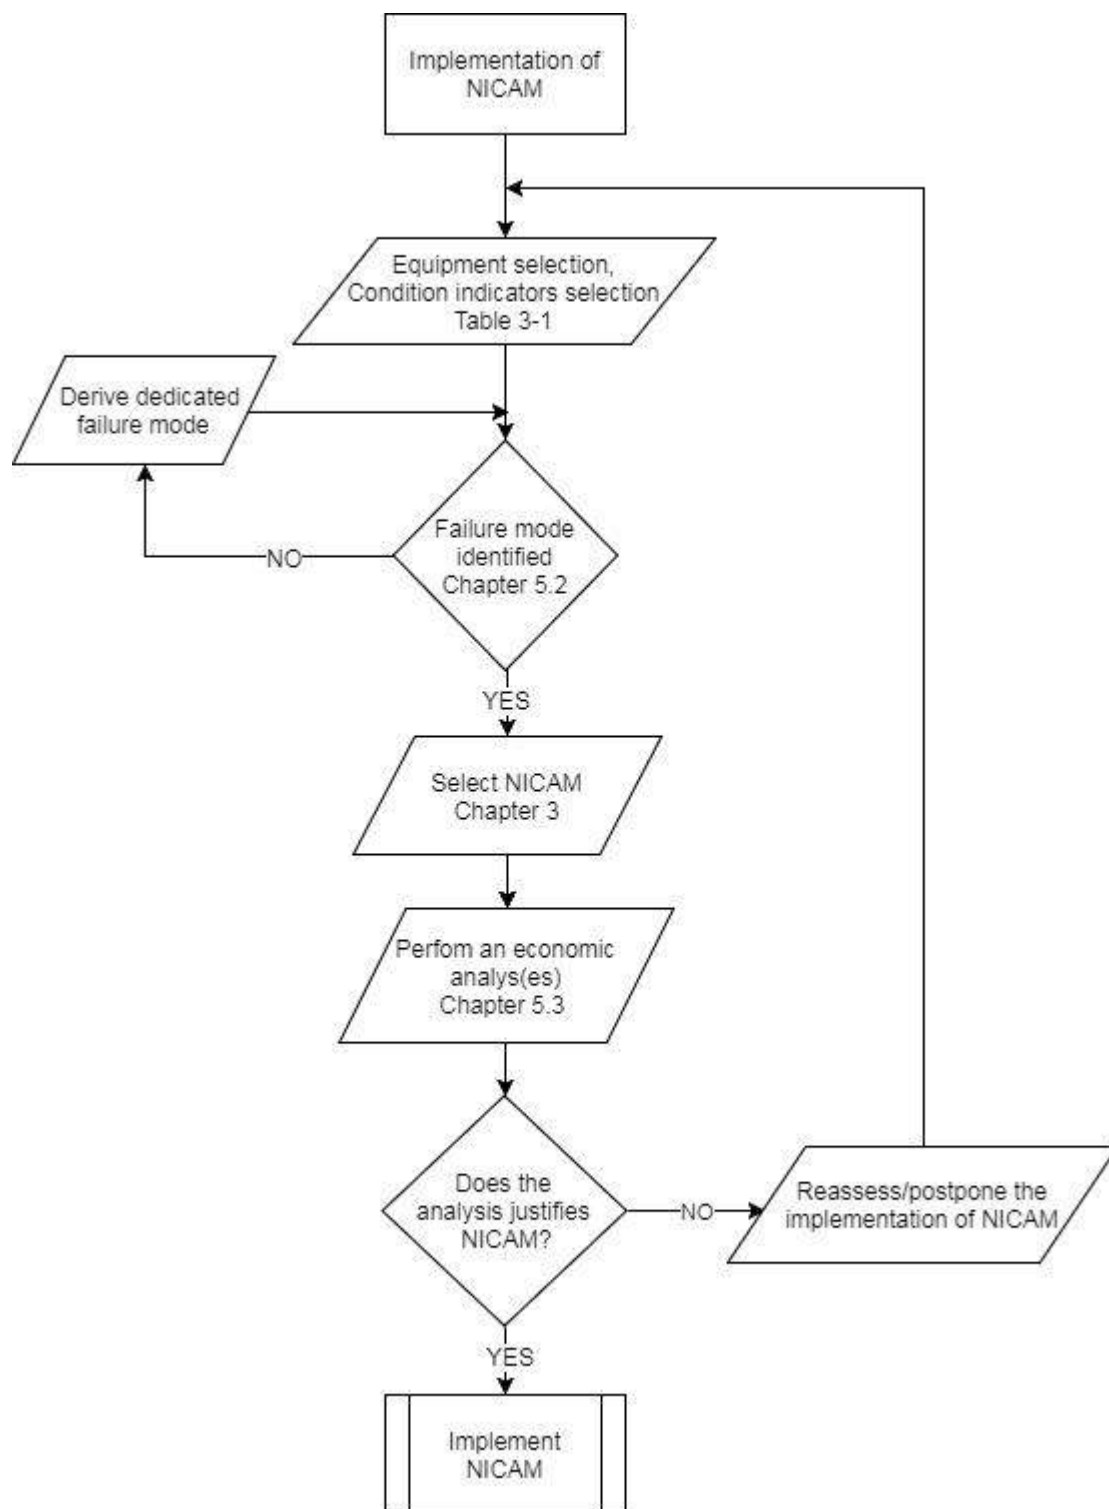 Implementation of
NICAM
Equipment selection,
Condition indicators selection
Table 3-1
Derive dedicated
failure mode
Failure mode
identified
Chapter 5.2
NO
YES
Select NICAM
Chapter 3
Perfom an economic
analys(es)
Chapter 5.3
Does the
analysis justifies
NICAM?
NO
Reassess/postpone the
implementation of NICAM
YES
Implement
NICAM